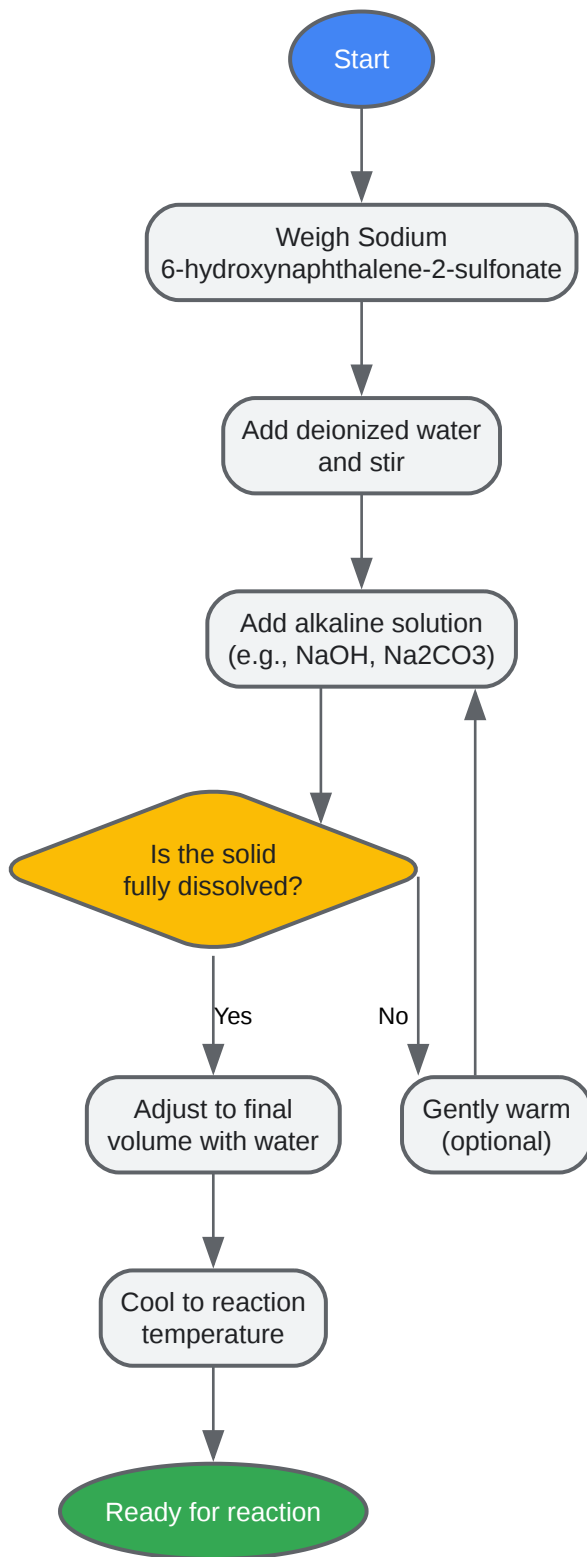 Start
Weigh Sodium
6-hydroxynaphthalene-2-sulfonate
Add deionized water
and stir
Add alkaline solution
(e.g., NaOH, Na2CO3)
Is the solid
fully dissolved?
Yes
No
Adjust to final
volume with water
Gently warm
(optional)
Cool to reaction
temperature
Ready for reaction